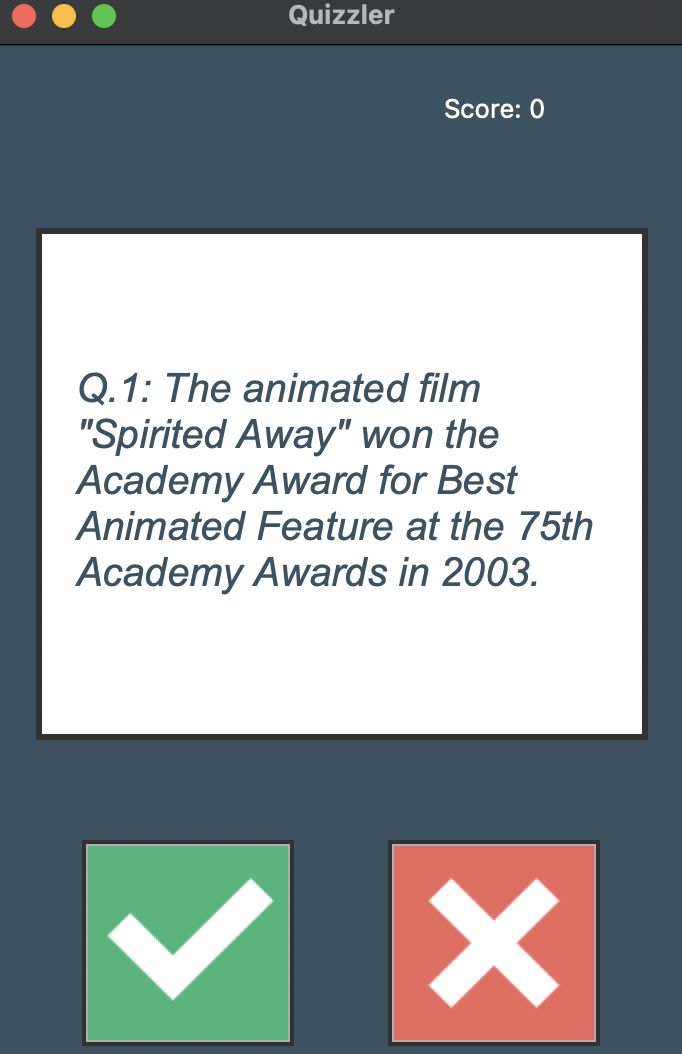 Quizzler
Score: 0
Q.1: The animated film
"Spirited Away" won the
Academy Award for Best
Animated Feature at the 75th
Academy Awards in 2003.